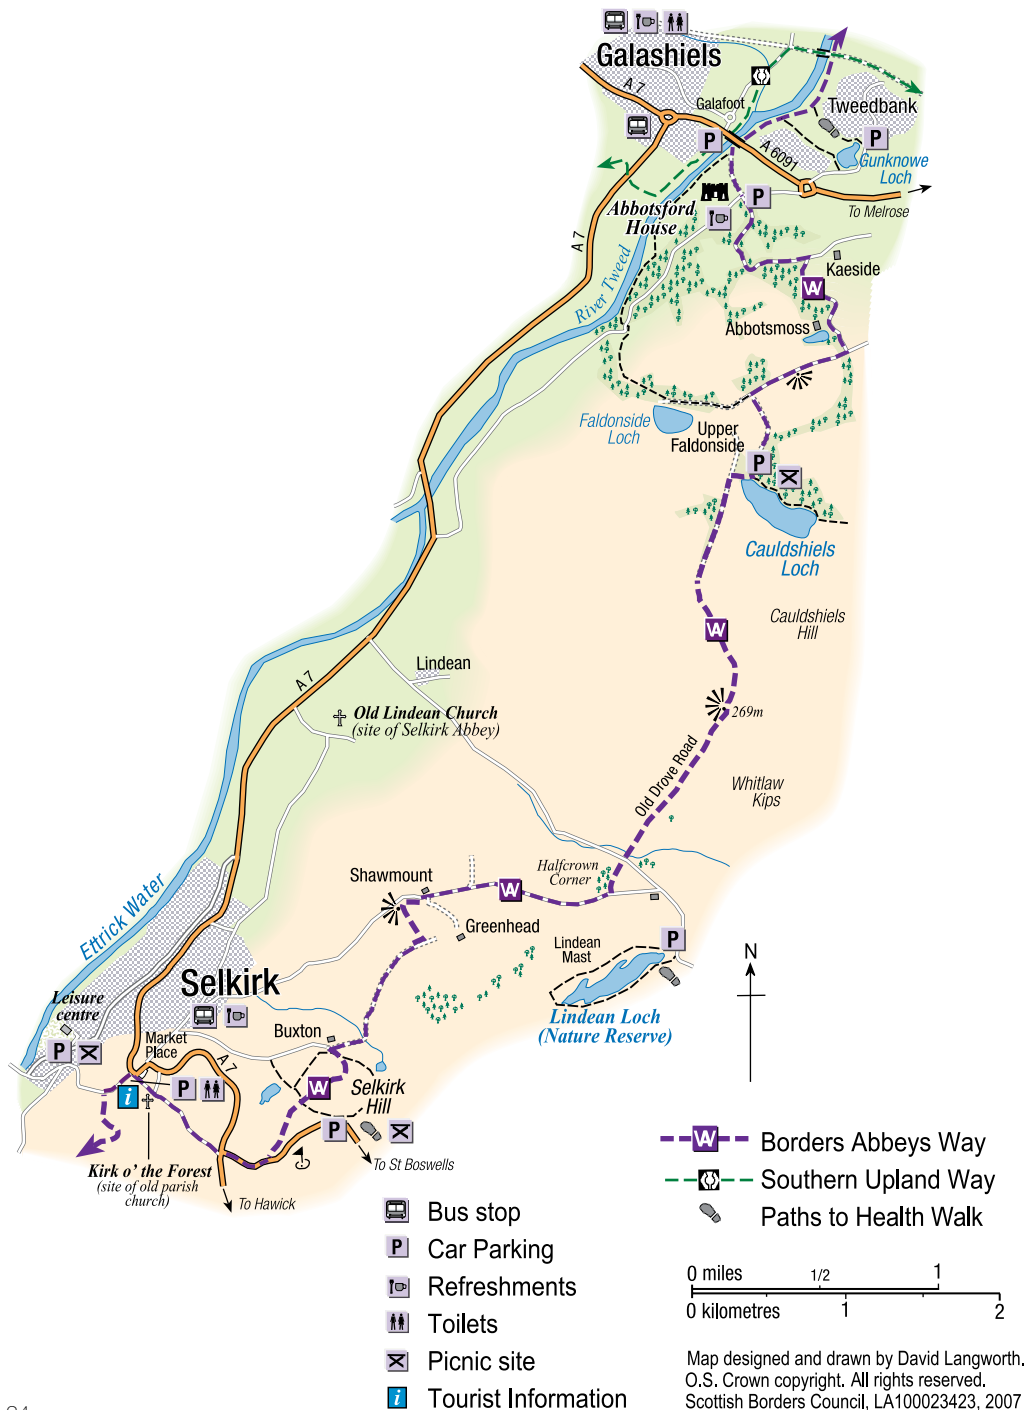 Galashiels
A 7
Galafoot
Tweedbank
P
P
A 6091
Gunknowe
Loch
To Melrose
P
Abbotsford
House
A 7
River Tweed
Kaeside
Abbotsmoss
Faldonside
Loch
Upper
Faldonside
P
Cauldshiels
Loch
Cauldshiels
Hill
Lindean
A 7
Old Lindean Church
(site of Selkirk Abbey)
269m
Old Drove Road
Whitlaw
Kips
Halfcrown
Corner
Shawmount
Greenhead
Ettrick Water
Lindean
Mast
P
N
Selkirk
Leisure
centre
Lindean Loch
(Nature Reserve)
Buxton
Market
Place
P
A 7
P
i
Selkirk
Hill
P
Kirk o' the Forest
(site of old parish
church)
To St Boswells
To Hawick
Borders Abbeys Way
Southern Upland Way
Paths to Health Walk
Bus stop
P Car Parking
Refreshments
Toilets
Picnic site
i Tourist Information
0 miles 1/2 1
0 kilometres 1 2
Map designed and drawn by David Langworth.
O.S. Crown copyright. All rights reserved.
Scottish Borders Council, LA100023423, 2007